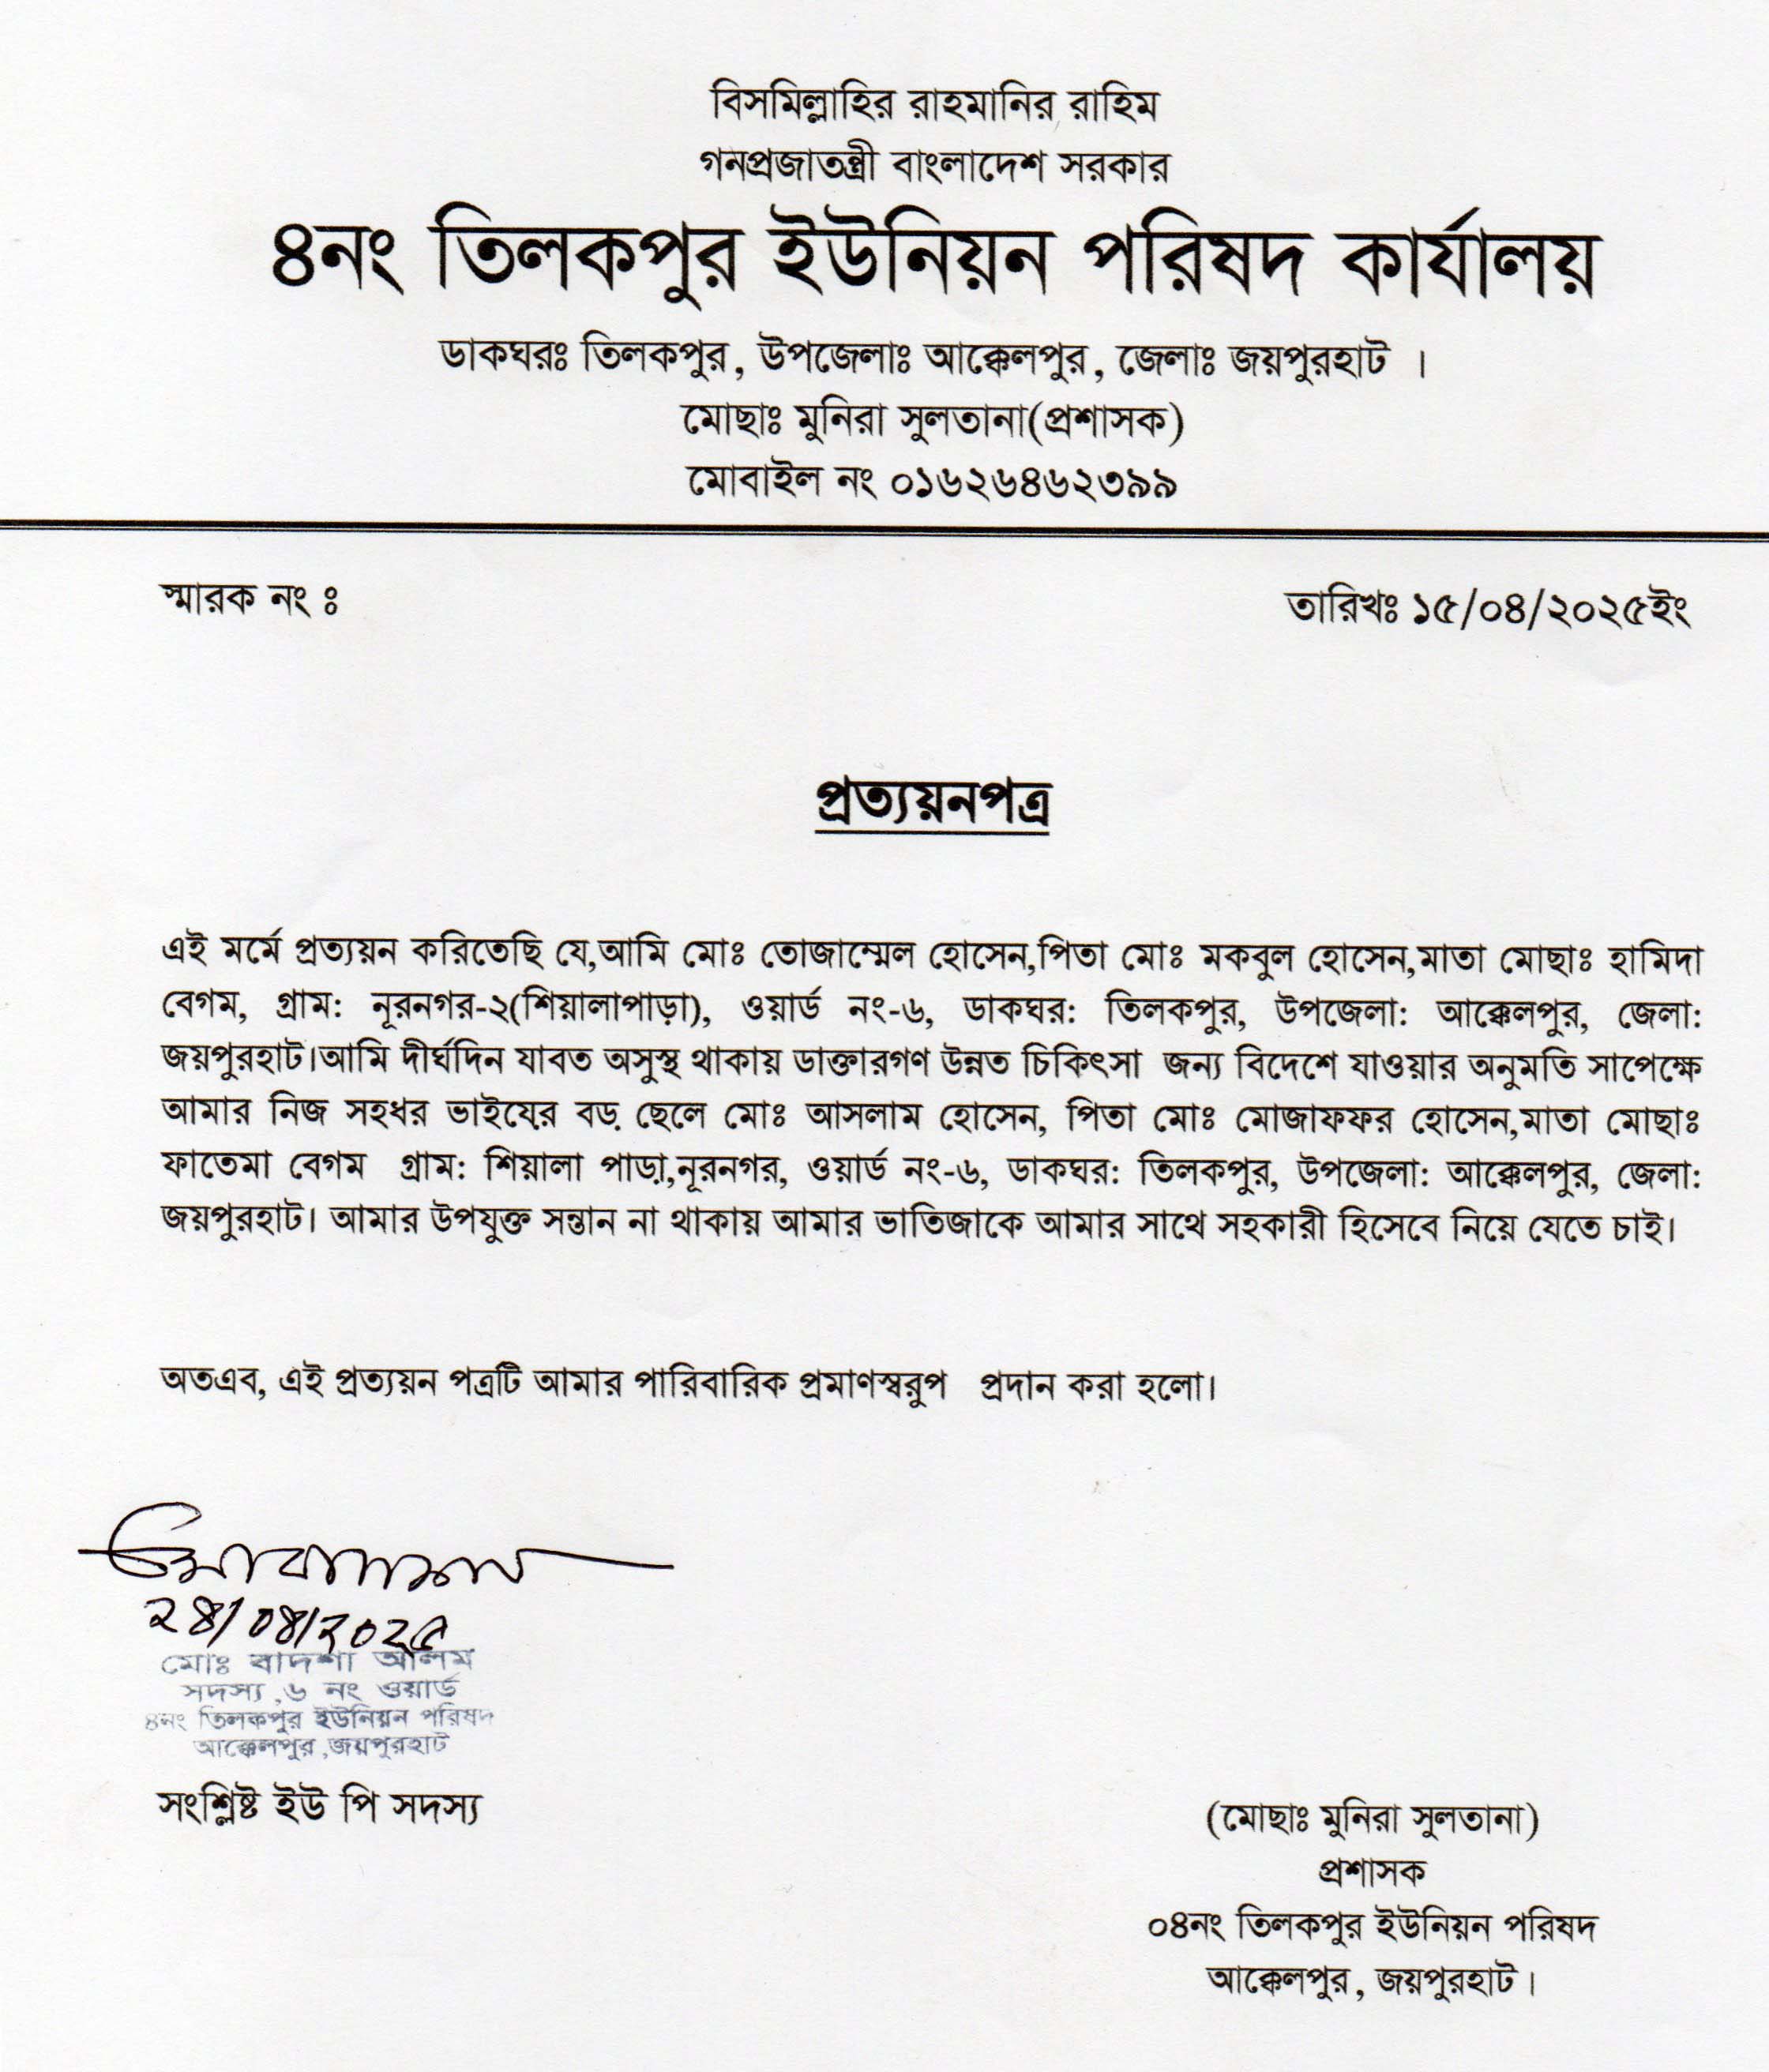 বিসমিল্লাহির রাহমানির রাহিম
গনপ্রজাতন্ত্রী বাংলাদেশ সরকার
৪নং তিলকপুর ইউনিয়ন পরিষদ কার্যালয়
ডাকঘরঃ তিলকপুর, উপজেলাঃ আক্কেলপুর, জেলাঃ জয়পুরহাট ।
মোছাঃ মুনিরা সুলতানা(প্রশাসক)
মোবাইল নং ০১৬২৬৪৬২৩৯৯
স্মারক নং ঃ
তারিখঃ ১৫/০৪/২০২৫ইং
প্রত্যয়নপত্র
এই মর্মে প্রত্যয়ন করিতেছি যে,আমি মোঃ তোজাম্মেল হোসেন,পিতা মোঃ মকবুল হোসেন,মাতা মোছাঃ হামিদা
বেগম, গ্রাম: নূরনগর-২(শিয়ালাপাড়া), ওয়ার্ড নং-৬, ডাকঘর: তিলকপুর, উপজেলা: আক্কেলপুর, জেলা:
জয়পুরহাট।আমি দীর্ঘদিন যাবত অসুস্থ থাকায় ডাক্তারগণ উন্নত চিকিৎসা জন্য বিদেশে যাওয়ার অনুমতি সাপেক্ষে
আমার নিজ সহধর ভাইয়ের বড় ছেলে মোঃ আসলাম হোসেন, পিতা মোঃ মোজাফফর হোসেন,মাতা মোছাঃ
ফাতেমা বেগম গ্রাম: শিয়ালা পাড়া,নূরনগর, ওয়ার্ড নং-৬, ডাকঘর: তিলকপুর, উপজেলা: আক্কেলপুর, জেলা:
জয়পুরহাট। আমার উপযুক্ত সন্তান না থাকায় আমার ভাতিজাকে আমার সাথে সহকারী হিসেবে নিয়ে যেতে চাই।
অতএব, এই প্রত্যয়ন পত্রটি আমার পারিবারিক প্রমাণস্বরুপ প্রদান করা হলো।
২৪/০৪/২০২৫
মোঃ বাদশা আলম
সদস্য ,৬ নং ওয়ার্ড
৪নং তিলকপুর ইউনিয়ন পরিষদ
আক্কেলপুর ,জয়পুরহাট
সংশ্লিষ্ট ইউ পি সদস্য
(মোছাঃ মুনিরা সুলতানা)
প্রশাসক
০৪নং তিলকপুর ইউনিয়ন পরিষদ
আক্কেলপুর, জয়পুরহাট ।